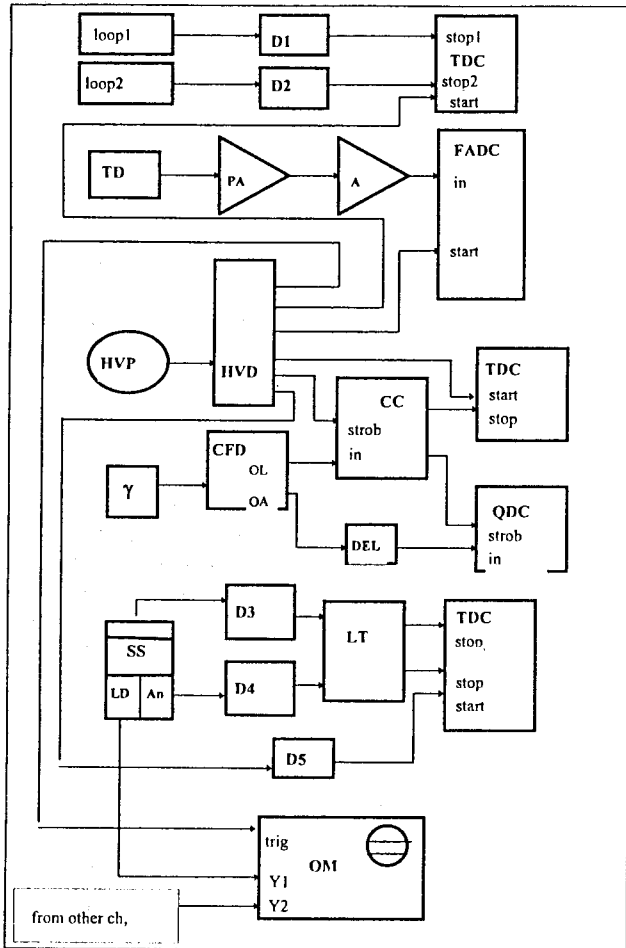 loop1
D1
stop1
TDC
loop2
D2
stop2
start
TD
PA
A
FADC
in
start
HVP
HVD
TDC
start
stop
CC
strob
in
CFD
OL
OA
γ
DEL
QDC
strob
in
D3
TDC
stop
SS
LT
LD
An
D4
stop
start
D5
trig
OM
Y1
Y2
from other ch,